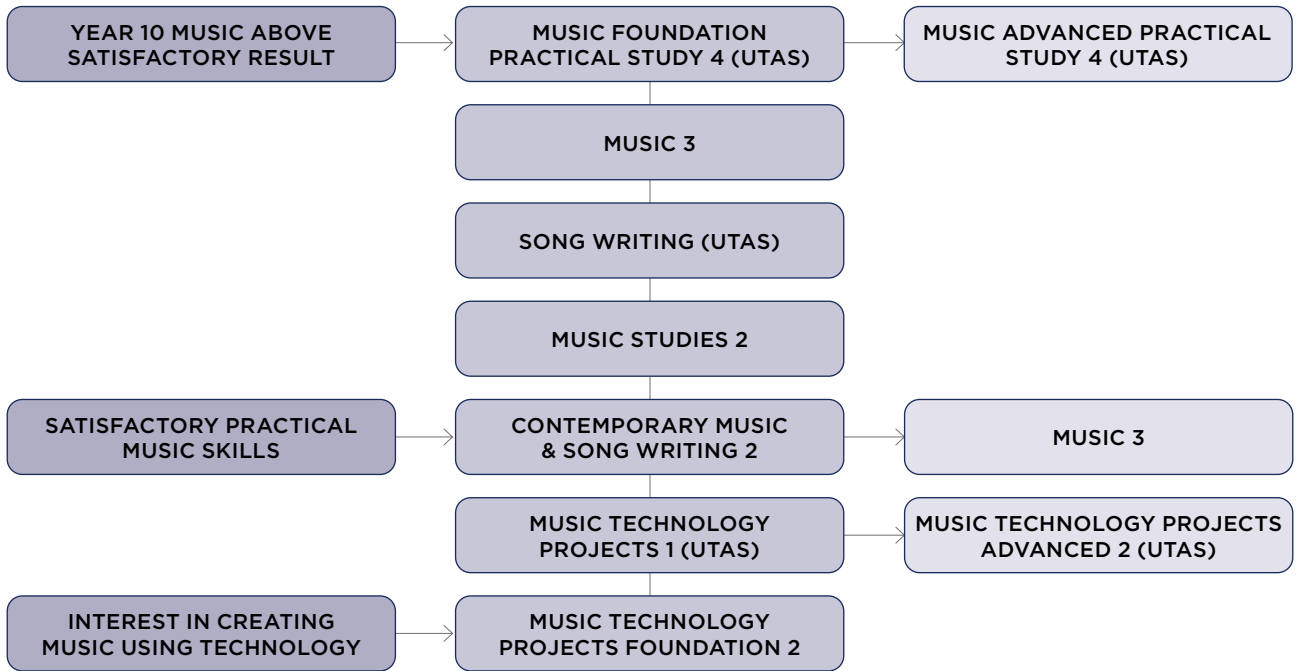 YEAR 10 MUSIC ABOVE
SATISFACTORY RESULT
MUSIC FOUNDATION
PRACTICAL STUDY 4 (UTAS)
MUSIC ADVANCED PRACTICAL
STUDY 4 (UTAS)
MUSIC 3
SONG WRITING (UTAS)
MUSIC STUDIES 2
SATISFACTORY PRACTICAL
MUSIC SKILLS
CONTEMPORARY MUSIC
& SONG WRITING 2
MUSIC 3
MUSIC TECHNOLOGY
PROJECTS 1 (UTAS)
MUSIC TECHNOLOGY PROJECTS
ADVANCED 2 (UTAS)
INTEREST IN CREATING
MUSIC USING TECHNOLOGY
MUSIC TECHNOLOGY
PROJECTS FOUNDATION 2